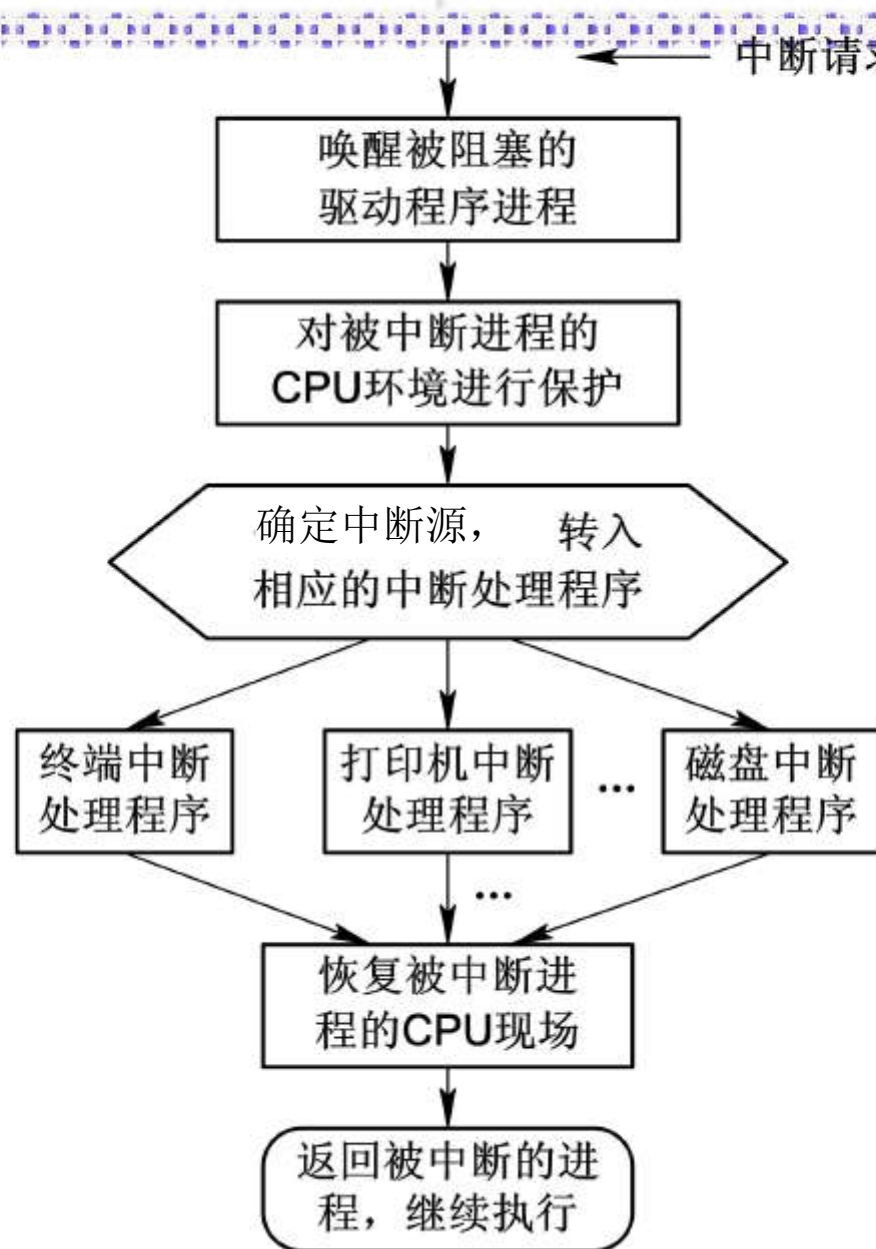 中断请求
唤醒被阻塞的
驱动程序进程
对被中断进程的
CPU环境进行保护
确定中断源， 转入
相应的中断处理程序
终端中断
处理程序
打印机中断
处理程序
...
磁盘中断
处理程序
...
恢复被中断进
程的CPU现场
返回被中断的进
程，继续执行